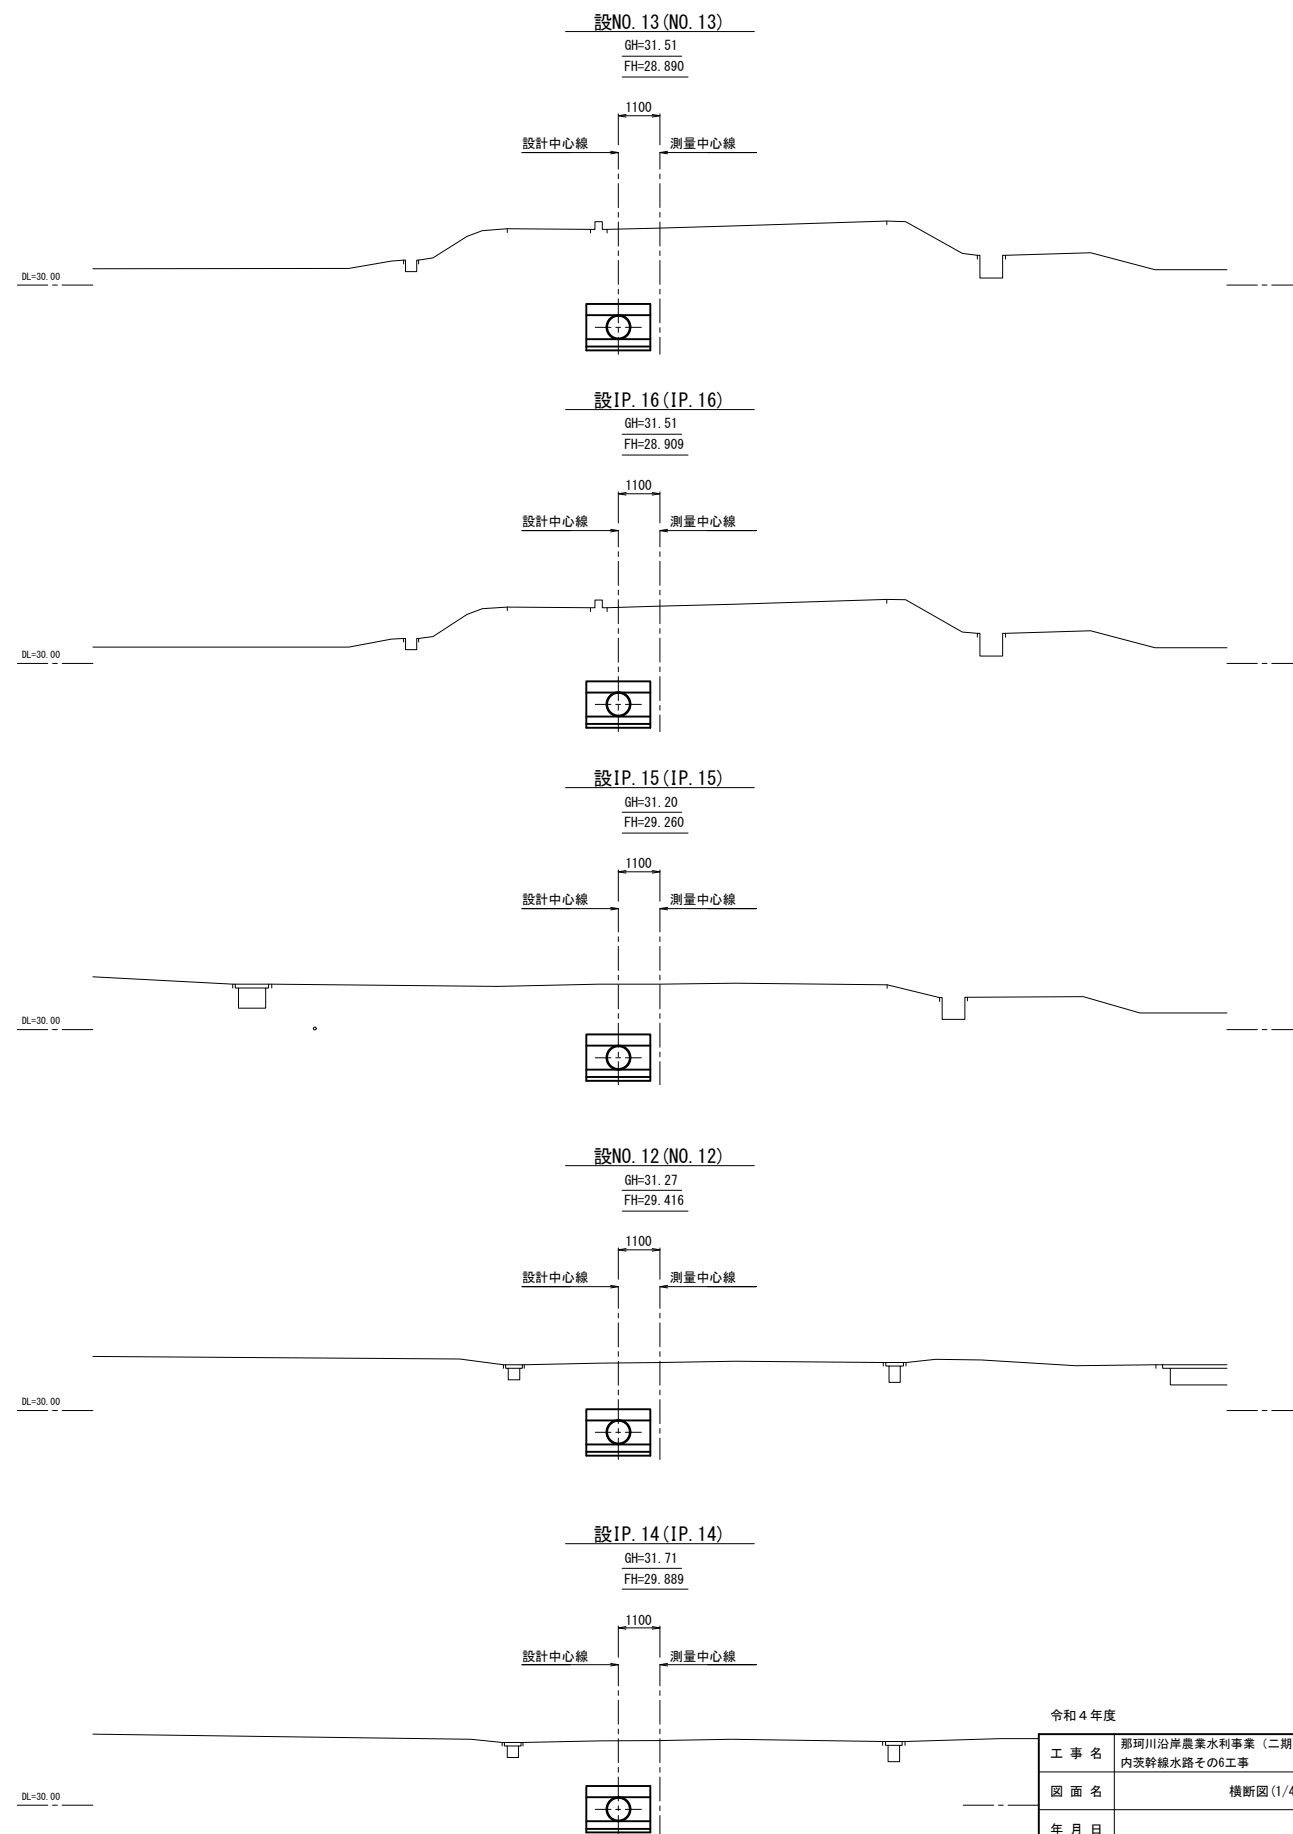 設NO.13(NO.13)
GH=31.51
FH=28.890
1100
設計中心線 測量中心線
DL=30.00
設IP.16(IP.16)
GH=31.51
FH=28.909
1100
設計中心線 測量中心線
DL=30.00
設IP.15(IP.15)
GH=31.20
FH=29.260
1100
設計中心線 測量中心線
DL=30.00
設NO.12(NO.12)
GH=31.27
FH=29.416
1100
設計中心線 測量中心線
DL=30.00
設IP.14(IP.14)
GH=31.71
FH=29.889
1100
設計中心線 測量中心線
DL=30.00
令和4年度
工事名 那珂川沿岸農業水利事業（二期
内茨幹線水路その6工事
図面名 横断図(1/4
年月日